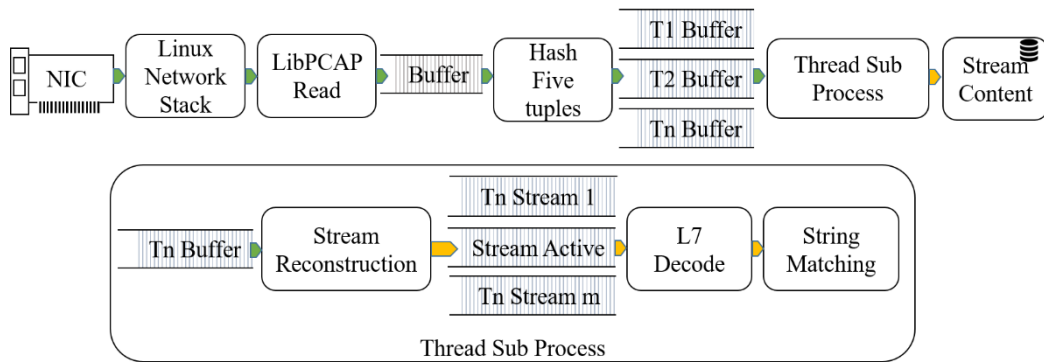 NIC
Linux
Network
Stack
LibPCAP
Read
Buffer
Hash
Five
tuples
T1 Buffer
T2 Buffer
Tn Buffer
Thread Sub
Process
Stream
Content
Tn Buffer
Stream
Reconstruction
Tn Stream 1
Stream Active
Tn Stream m
L7
Decode
String
Matching
Thread Sub Process